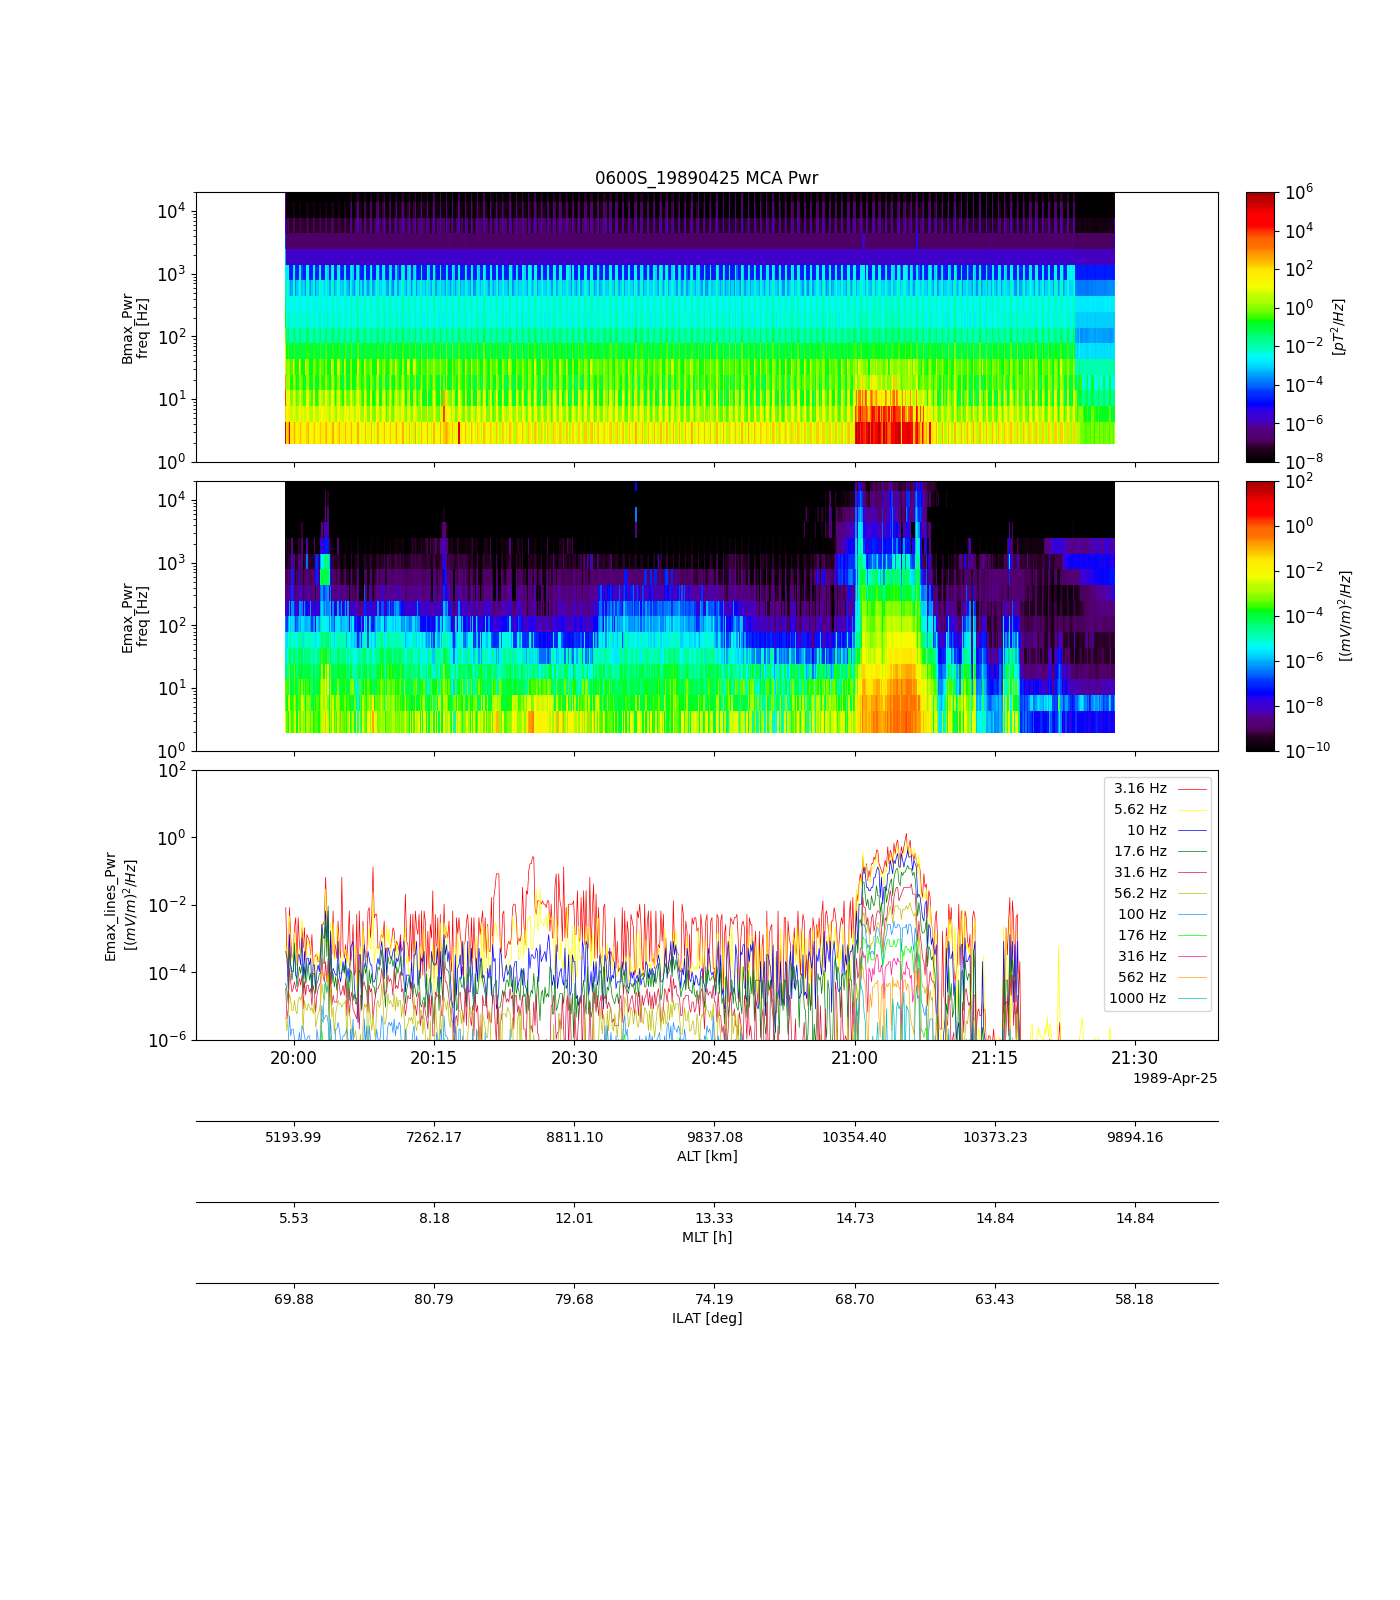 0600S_19890425 MCA Pwr
10^4
10^3
10^2
10^1
10^0
Bmax_Pwr
freq [Hz]
10^6
10^4
10^2
10^0
10^-2
10^-4
10^-6
10^-8
[pT^2/Hz]
10^4
10^3
10^2
10^1
10^0
Emax_Pwr
freq [Hz]
10^2
10^0
10^-2
10^-4
10^-6
10^-8
10^-10
[(mV/m)^2/Hz]
10^2
10^0
10^-2
10^-4
10^-6
Emax_lines_Pwr
[(mV/m)^2/Hz]
3.16 Hz
5.62 Hz
10 Hz
17.6 Hz
31.6 Hz
56.2 Hz
100 Hz
176 Hz
316 Hz
562 Hz
1000 Hz
20:00 20:15 20:30 20:45 21:00 21:15 21:30
1989-Apr-25
5193.99 7262.17 8811.10 9837.08 10354.40 10373.23 9894.16
ALT [km]
5.53 8.18 12.01 13.33 14.73 14.84 14.84
MLT [h]
69.88 80.79 79.68 74.19 68.70 63.43 58.18
ILAT [deg]